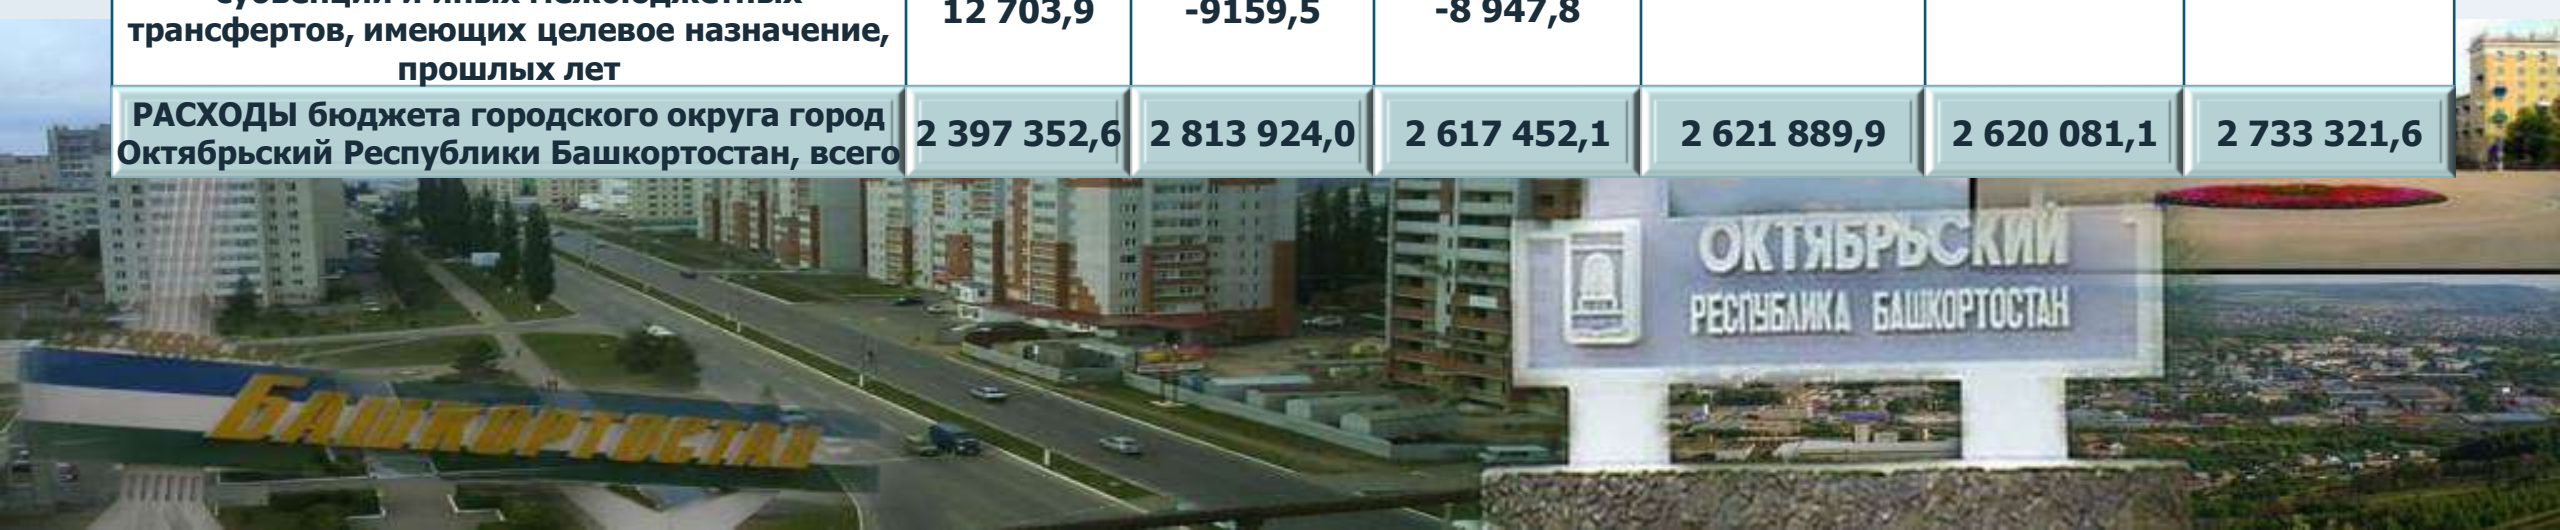 12 703,9 -9159,5 -8 947,8
трансфертов, имеющих целевое назначение,
прошлых лет
РАСХОДЫ бюджета городского округа город
Октябрьский Республики Башкортостан, всего
2 397 352,6 2 813 924,0 2 617 452,1 2 621 889,9 2 620 081,1 2 733 321,6
ОКТЯБРЬСКИЙ
РЕСПУБЛИКА БАШКОРТОСТАН
БАШКОРТОСТАН